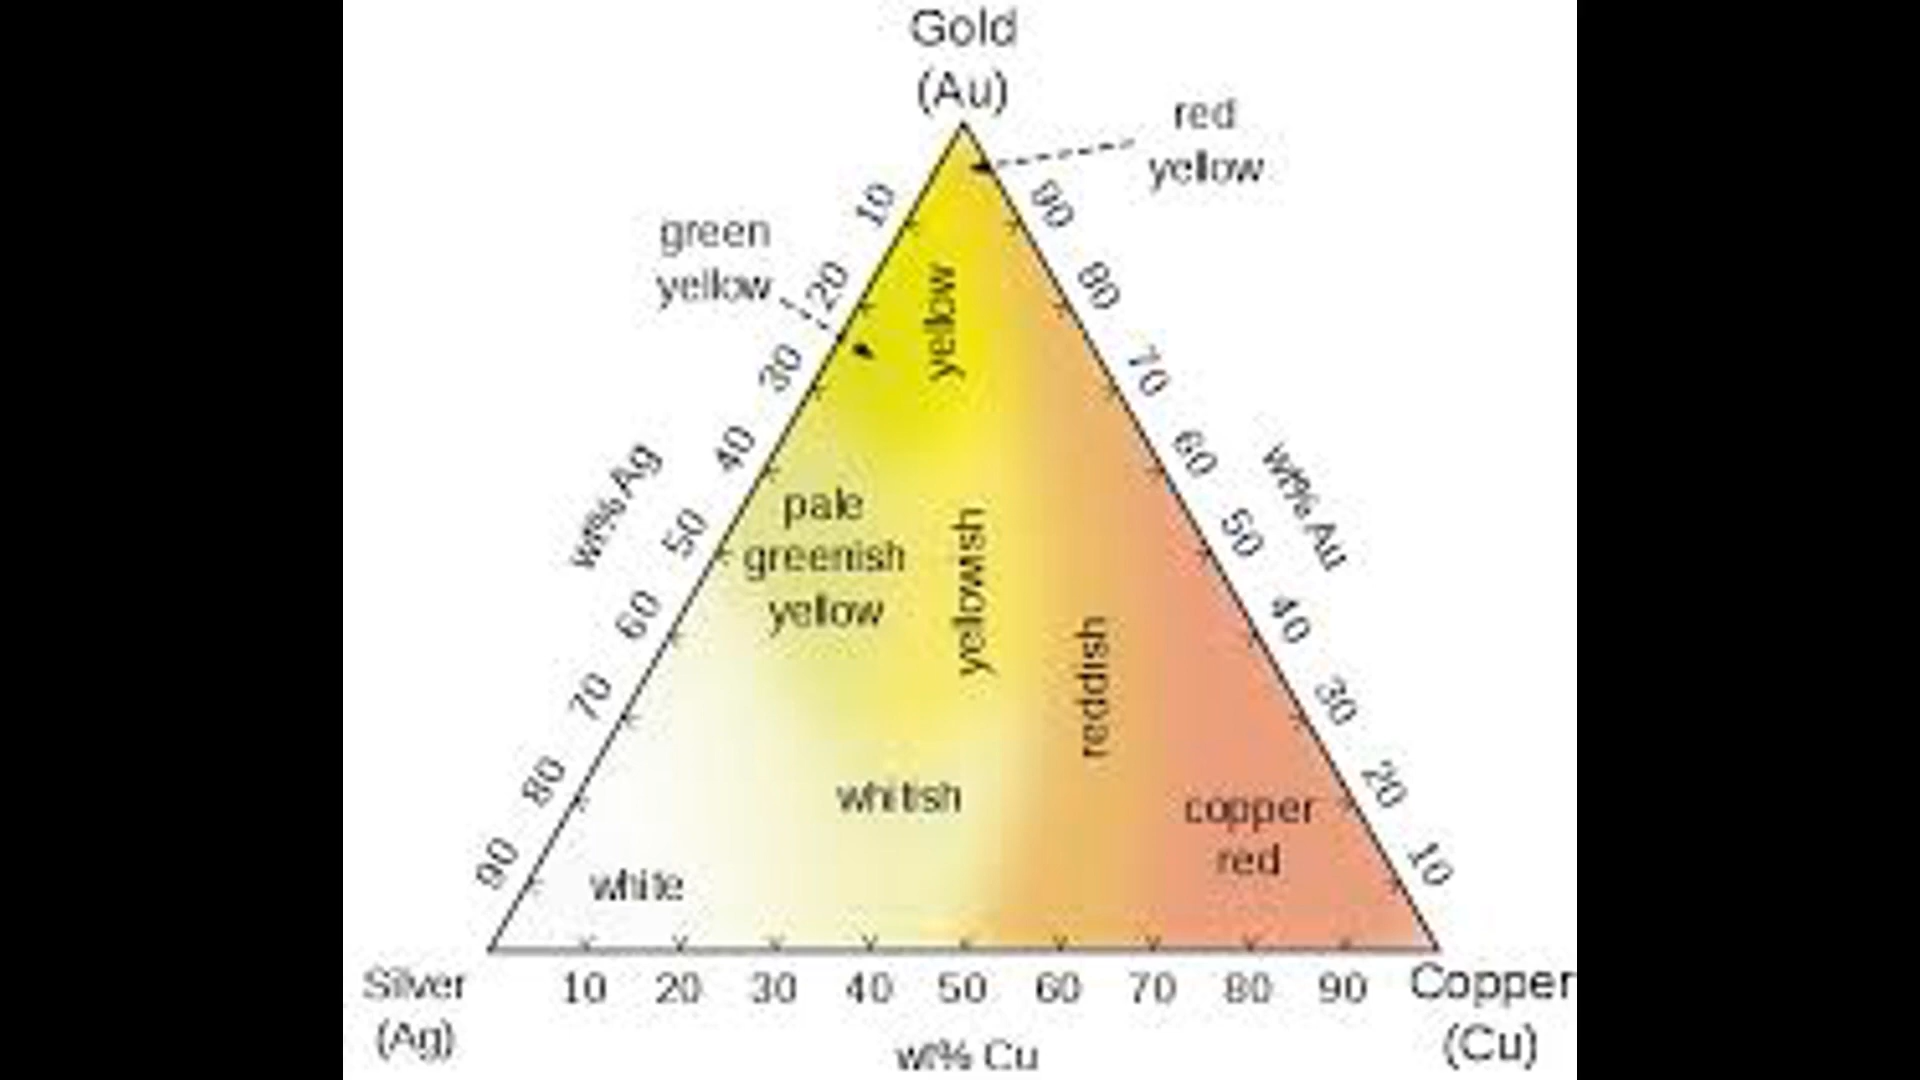 Gold
(Au)
red
yellow
green
yellow
10
20
30
40
50
60
70
80
90
wt% Ag
90
80
70
60
50
40
30
20
10
wt% Au
yellow
pale
greenish
yellow
yellowish
reddish
whitish
copper
red
white
Silver
(Ag)
10 20 30 40 50 60 70 80 90
Copper
(Cu)
wt% Cu